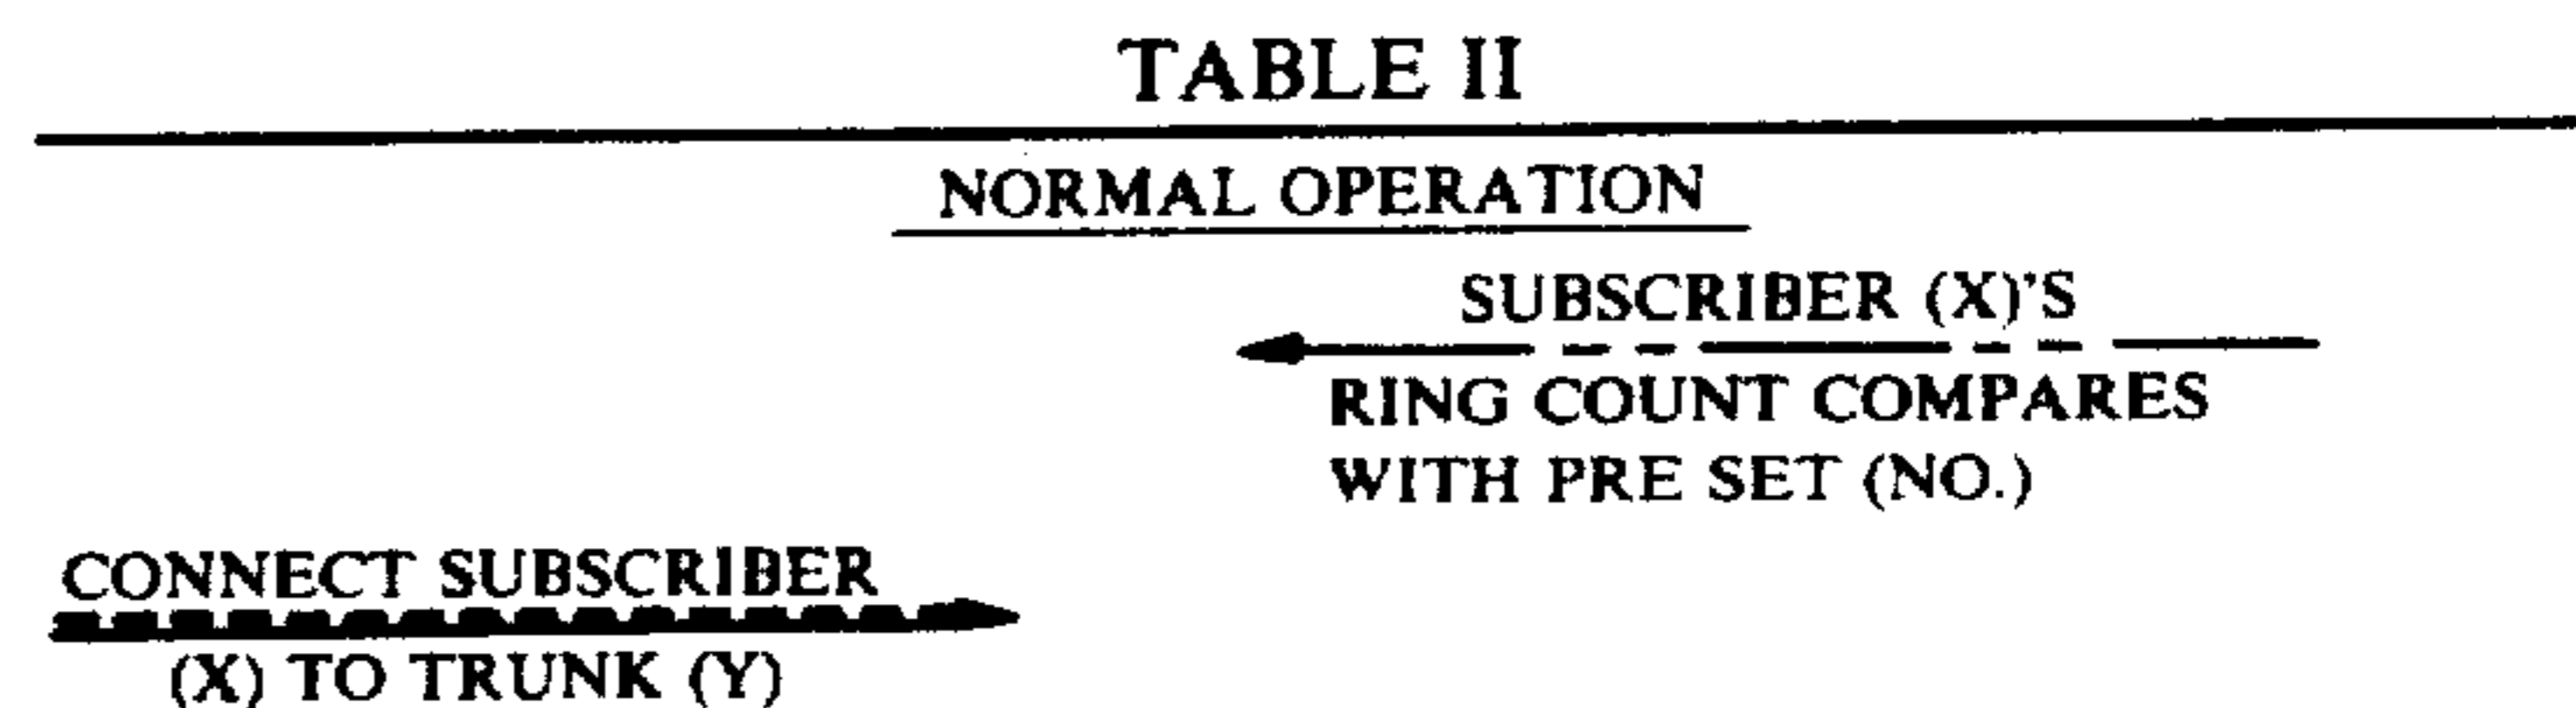 TABLE II
NORMAL OPERATION
SUBSCRIBER (X)'S
RING COUNT COMPARES
WITH PRE SET (NO.)
CONNECT SUBSCRIBER
(X) TO TRUNK (Y)